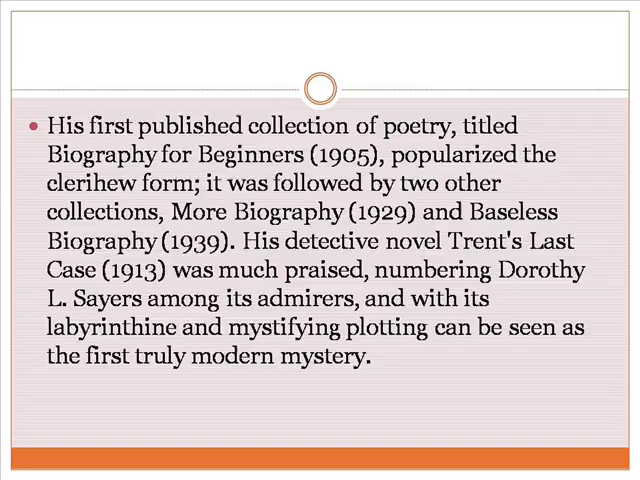 His first published collection of poetry, titled
Biography for Beginners (1905), popularized the
clerihew form; it was followed by two other
collections, More Biography (1929) and Baseless
Biography (1939). His detective novel Trent's Last
Case (1913) was much praised, numbering Dorothy
L. Sayers among its admirers, and with its
labyrinthine and mystifying plotting can be seen as
the first truly modern mystery.